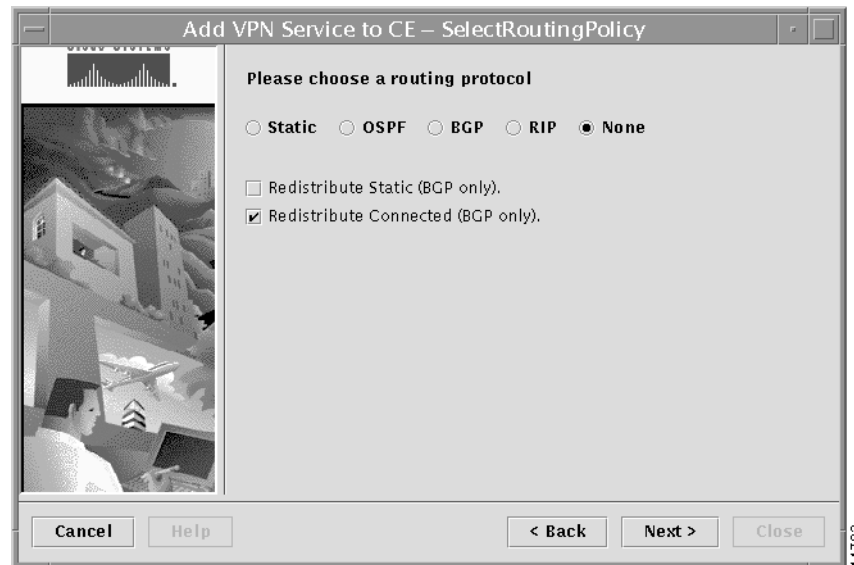 Add VPN Service to CE – SelectRoutingPolicy
Please choose a routing protocol
Static OSPF BGP RIP None
Redistribute Static (BGP only).
Redistribute Connected (BGP only).
Cancel Help < Back Next > Close